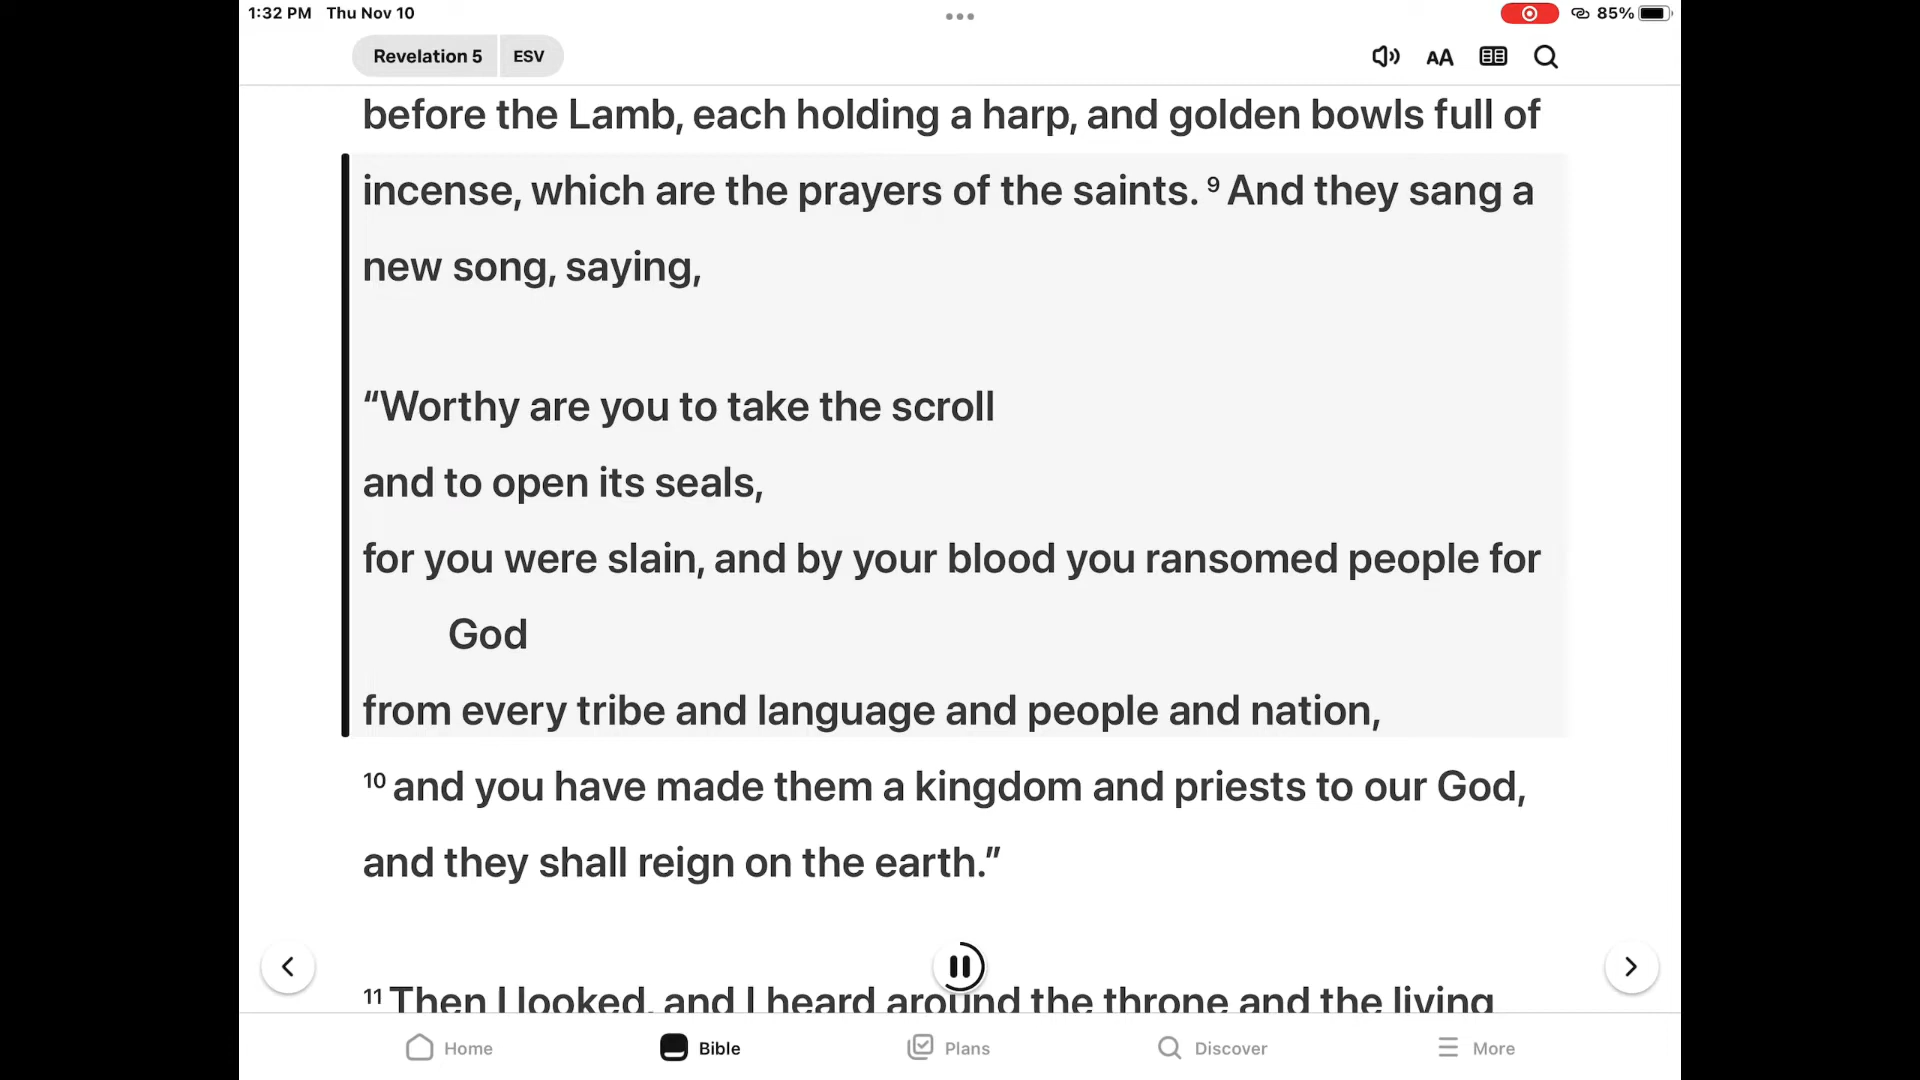 1:32 PM Thu Nov 10
85%
Revelation 5 ESV
AA
before the Lamb, each holding a harp, and golden bowls full of
incense, which are the prayers of the saints. 9 And they sang a
new song, saying,
“Worthy are you to take the scroll
and to open its seals,
for you were slain, and by your blood you ransomed people for
God
from every tribe and language and people and nation,
10 and you have made them a kingdom and priests to our God,
and they shall reign on the earth.”
11 Then I looked, and I heard around the throne and the living
Home Bible Plans Discover More